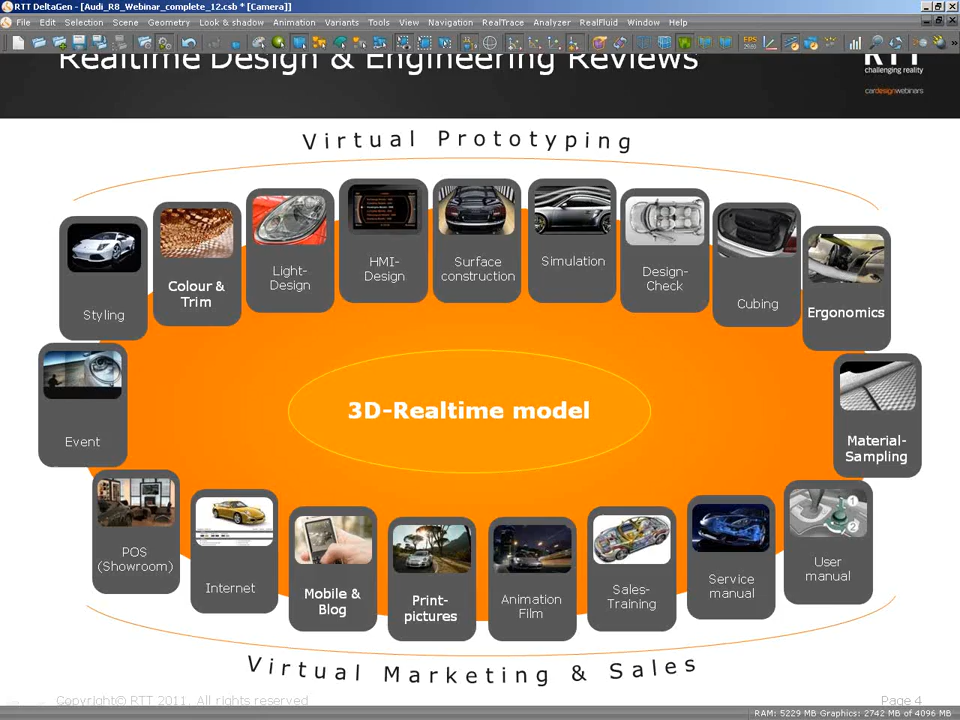 RTT DeltaGen - [Audi_R8_Webinar_complete_12.csb * [Camera]]
File Edit Selection Scene Geometry Look & shadow Animation Variants Tools View Navigation RealTrace Analyzer RealFluid Window Help
Realtime Design & Engineering Reviews
RTT
challenging reality
cardesignwebinars
Virtual Prototyping
Styling
Colour &
Trim
Light-
Design
HMI-
Design
Surface
construction
Simulation
Design-
Check
Cubing
Ergonomics
Event
3D-Realtime model
Material-
Sampling
POS
(Showroom)
Internet
Mobile &
Blog
Print-
pictures
Animation
Film
Sales-
Training
Service
manual
User
manual
Virtual Marketing & Sales
Copyright© RTT 2011, All rights reserved
Page 4
RAM: 5229 MB Graphics: 2742 MB of 4096 MB